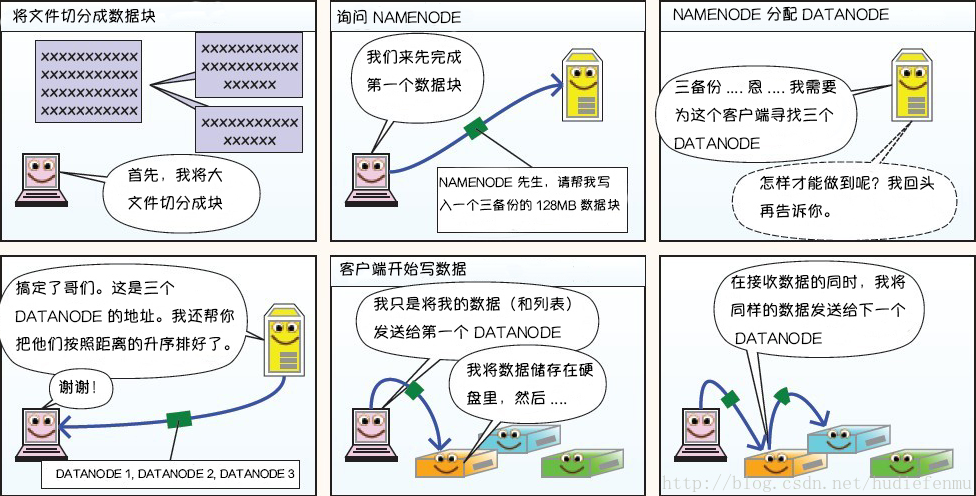 将文件切分成数据块
XXXXXXXXXXX
XXXXXXXXXXX
XXXXXXXXXXX
XXXXXXXXXXX
XXXXXXXXXXX
XXXXXXXXXXX
XXXXXX
XXXXXXXXXXX
XXXXXX
首先，我将大
文件切分成块
询问 NAMENODE
我们来先完成
第一个数据块
NAMENODE 先生，请帮我写
入一个三备份的 128MB 数据块
NAMENODE 分配 DATANODE
三备份 .... 恩 .... 我需要
为这个客户端寻找三个
DATANODE
怎样才能做到呢？我回头
再告诉你。
搞定了哥们。这是三个
DATANODE 的地址。我还帮你
把他们按照距离的升序排好了。
谢谢！
DATANODE 1, DATANODE 2, DATANODE 3
客户端开始写数据
我只是将我的数据（和列表）
发送给第一个 DATANODE
我将数据储存在硬
盘里，然后 ....
在接收数据的同时，我将
同样的数据发送给下一个
DATANODE
http://blog.csdn.net/hudiefenmu